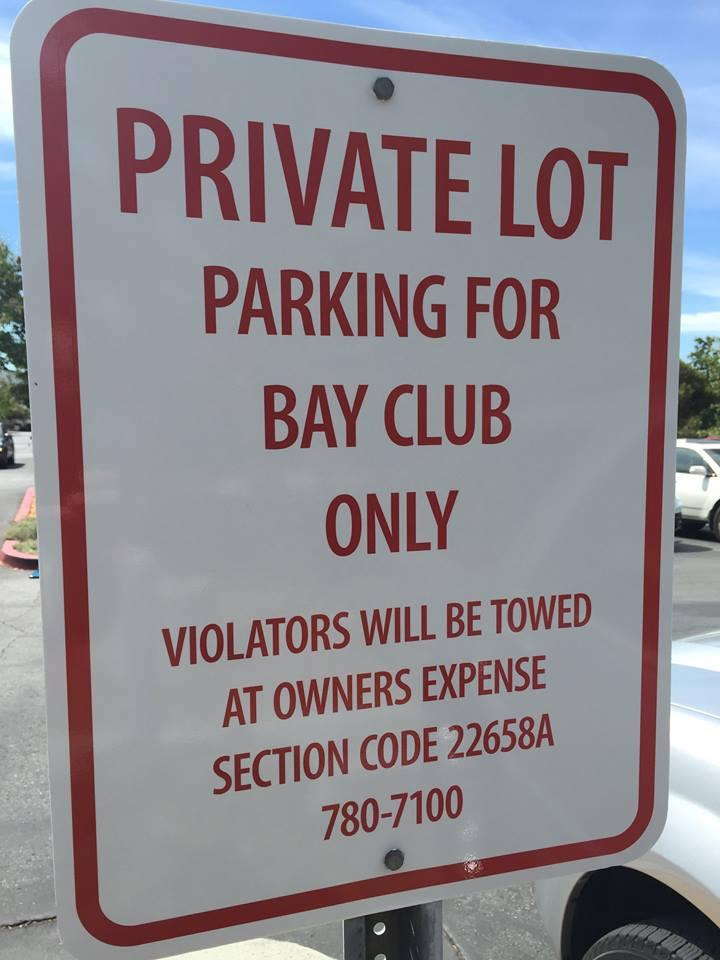 PRIVATE LOT
PARKING FOR
BAY CLUB
ONLY
VIOLATORS WILL BE TOWED
AT OWNERS EXPENSE
SECTION CODE 22658A
780-7100